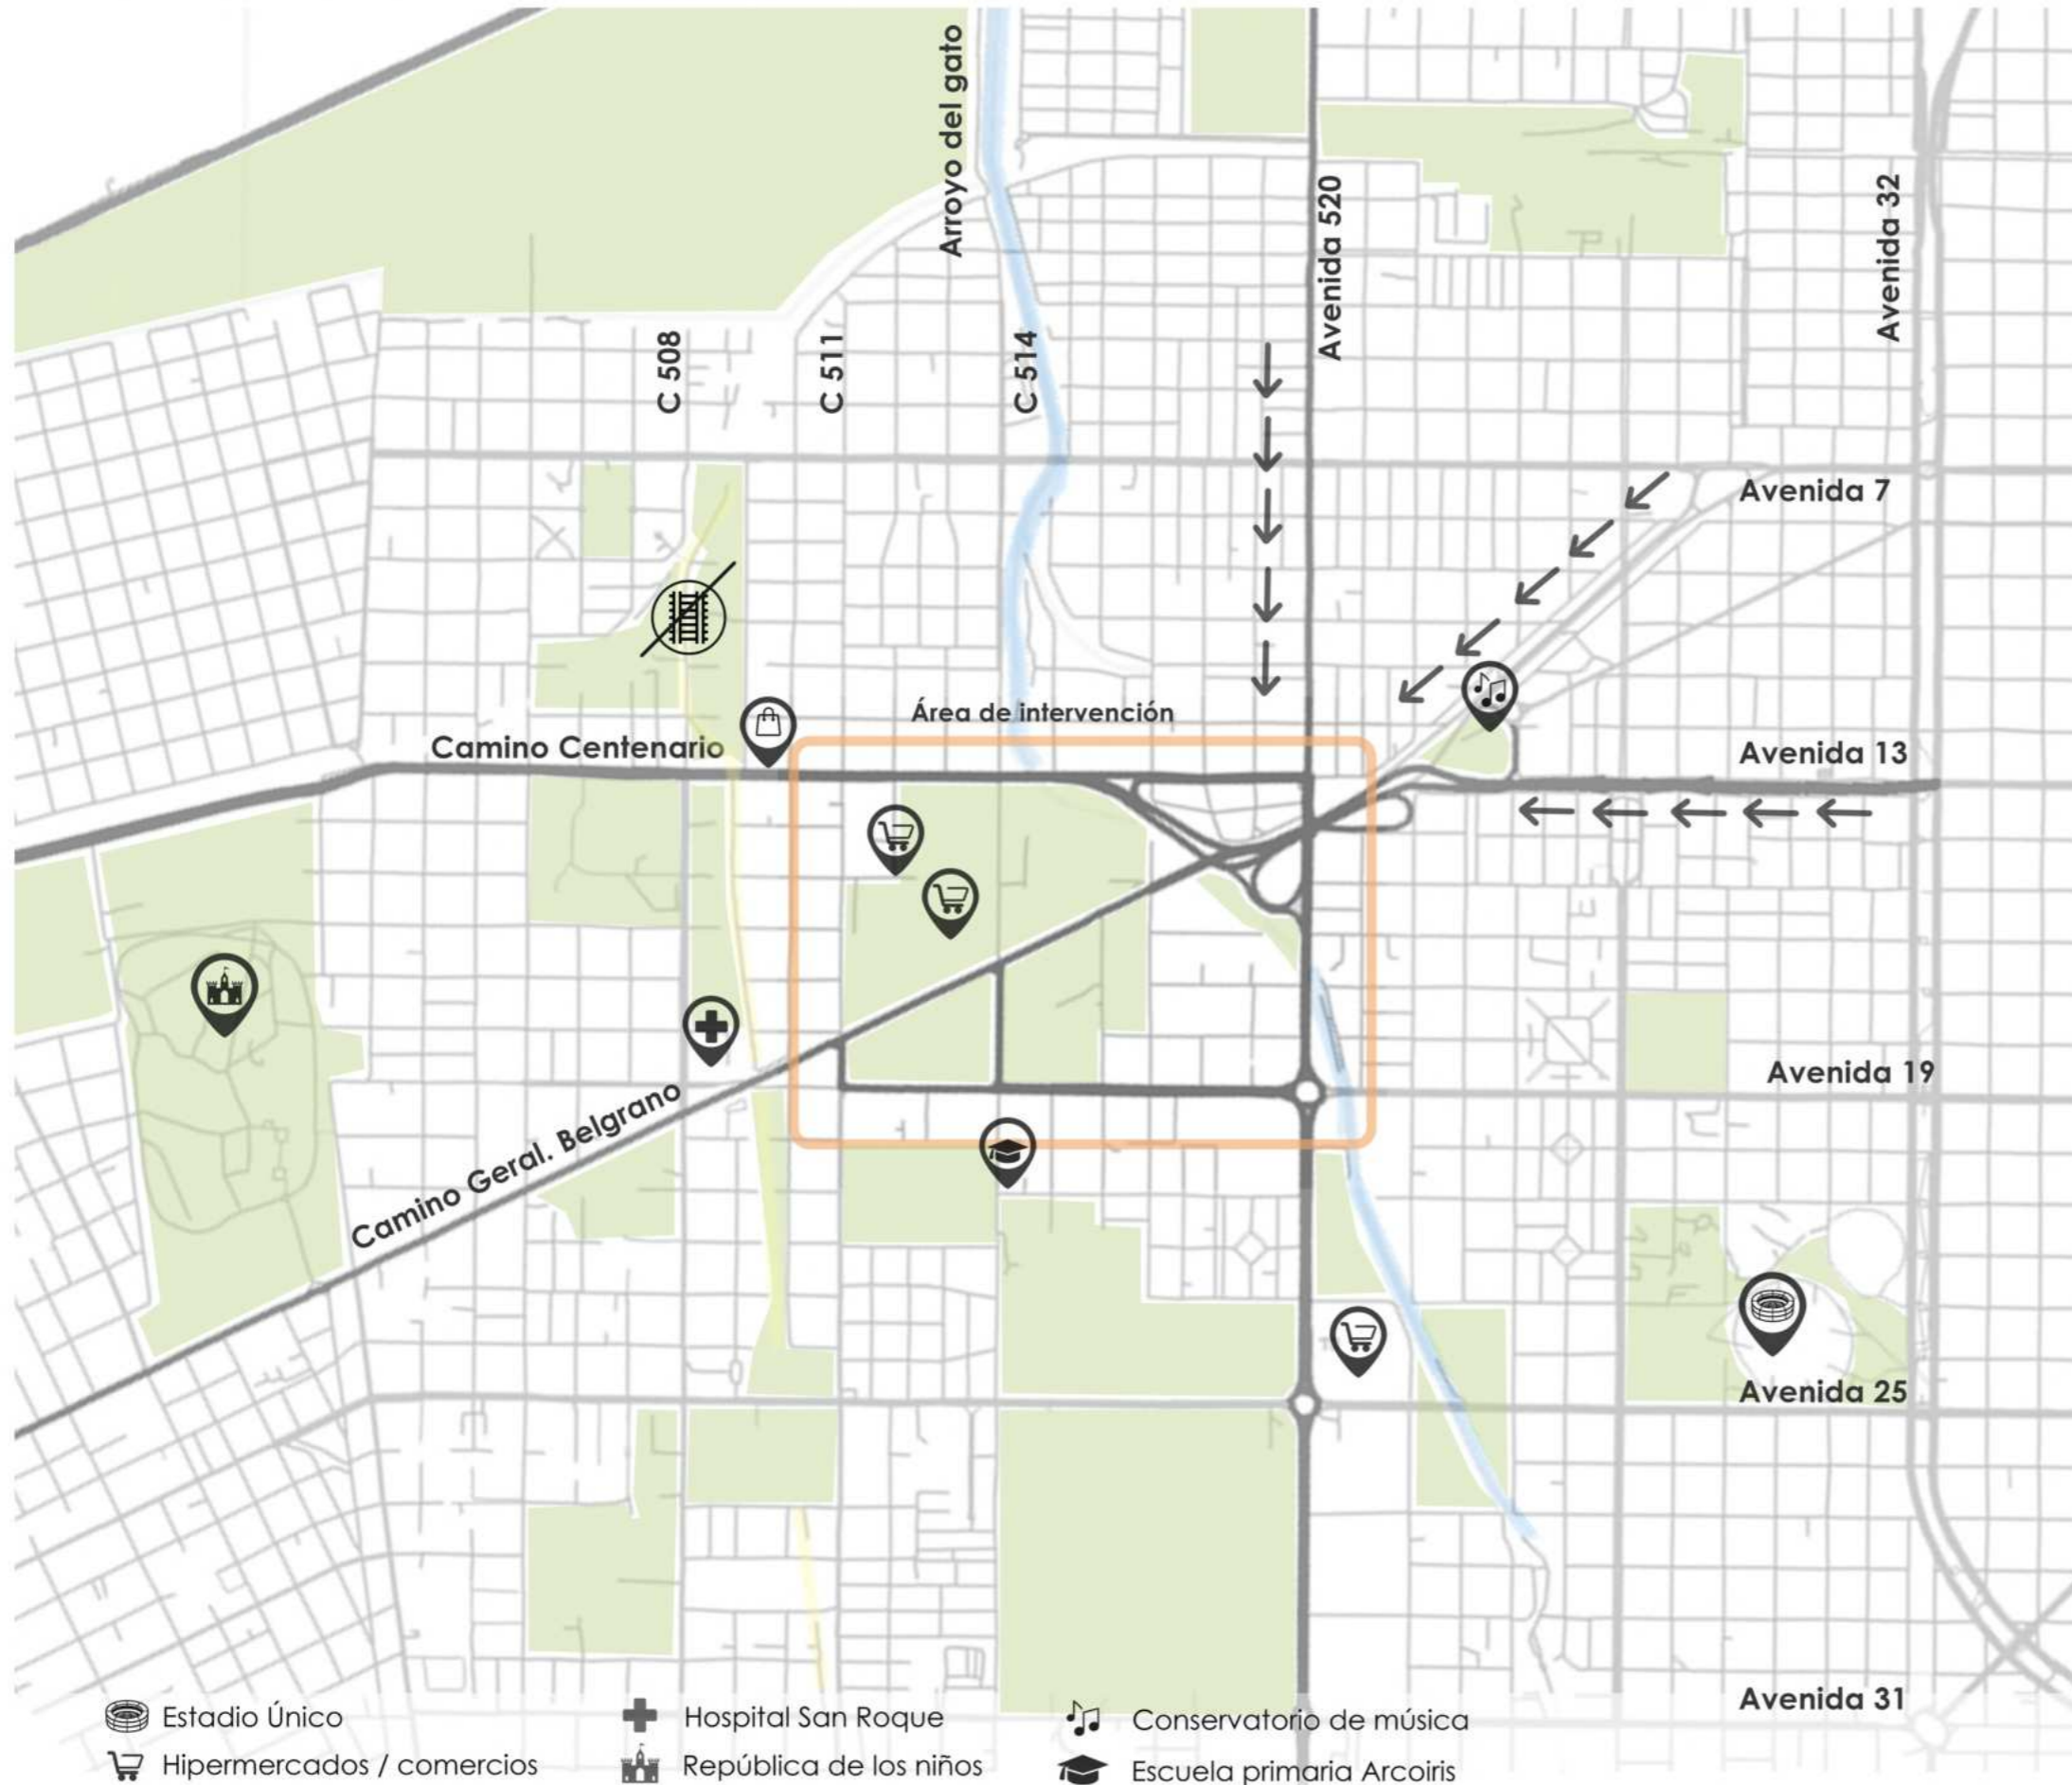 Arroyo del gato
Avenida 520
Avenida 32
C 508
C 511
C 514
Avenida 7
Área de intervención
Camino Centenario
Avenida 13
Avenida 19
Camino Geral. Belgrano
Avenida 25
Avenida 31
Estadio Único
Hospital San Roque
Conservatorio de música
Hipermercados / comercios
República de los niños
Escuela primaria Arcoiris